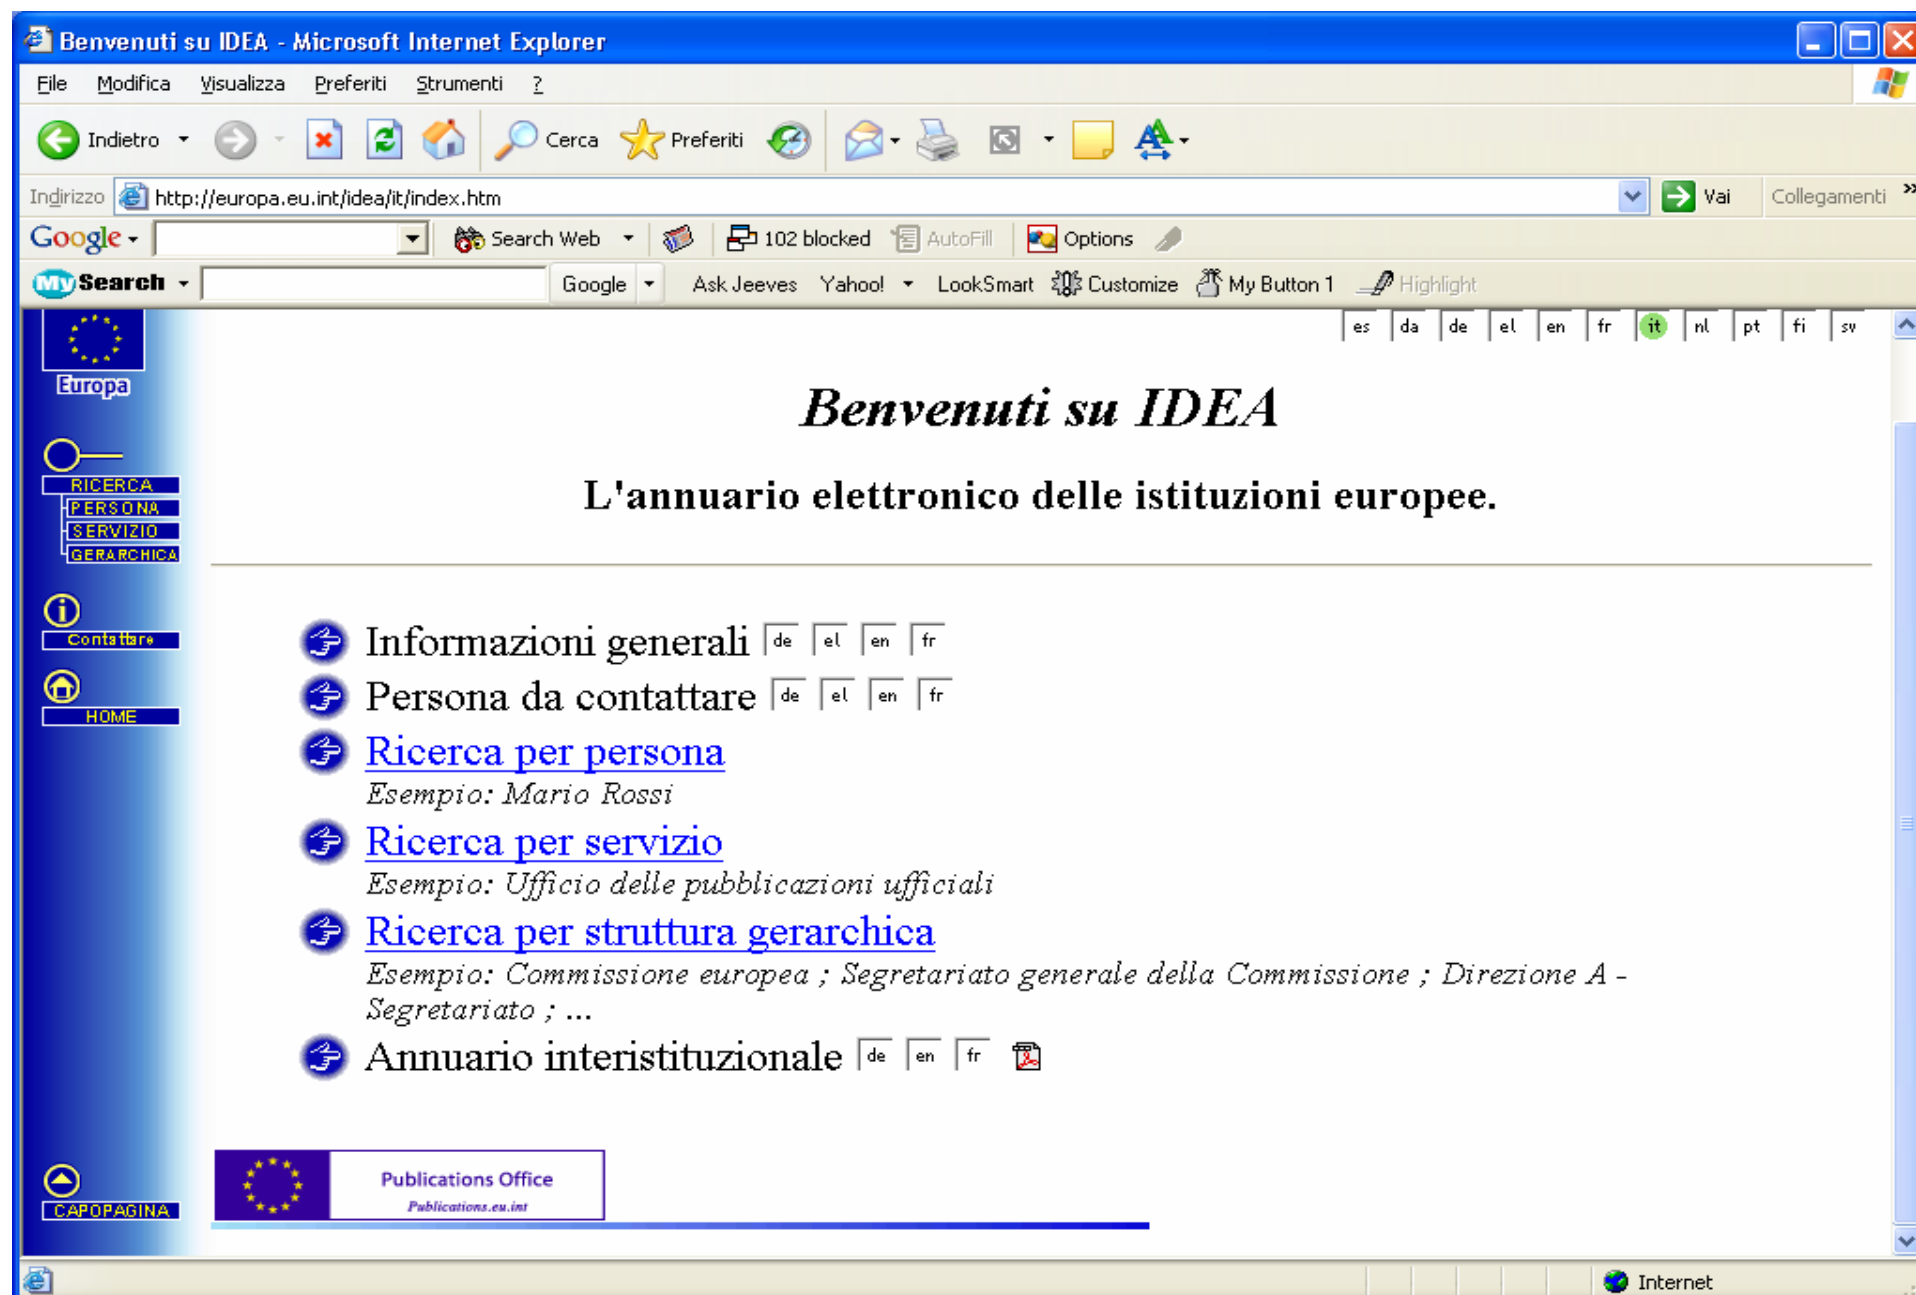 Benvenuti su IDEA - Microsoft Internet Explorer
File Modifica Visualizza Preferiti Strumenti ?
Indietro Cerca Preferiti
Indirizzo http://europa.eu.int/idea/it/index.htm Vai Collegamenti »
Google Search Web 102 blocked AutoFill Options
My Search Google Ask Jeeves Yahoo! LookSmart Customize My Button 1 Highlight
es da de el en fr it nl pt fi sv
Europa
Benvenuti su IDEA
L'annuario elettronico delle istituzioni europee.
RICERCA
PERSONA
SERVIZIO
GERARCHICA
Contattare
HOME
Informazioni generali de el en fr
Persona da contattare de el en fr
Ricerca per persona
Esempio: Mario Rossi
Ricerca per servizio
Esempio: Ufficio delle pubblicazioni ufficiali
Ricerca per struttura gerarchica
Esempio: Commissione europea ; Segretariato generale della Commissione ; Direzione A -
Segretariato ; ...
Annuario interistituzionale de en fr
CAPOPAGINA
Publications Office
Publications.eu.int
Internet